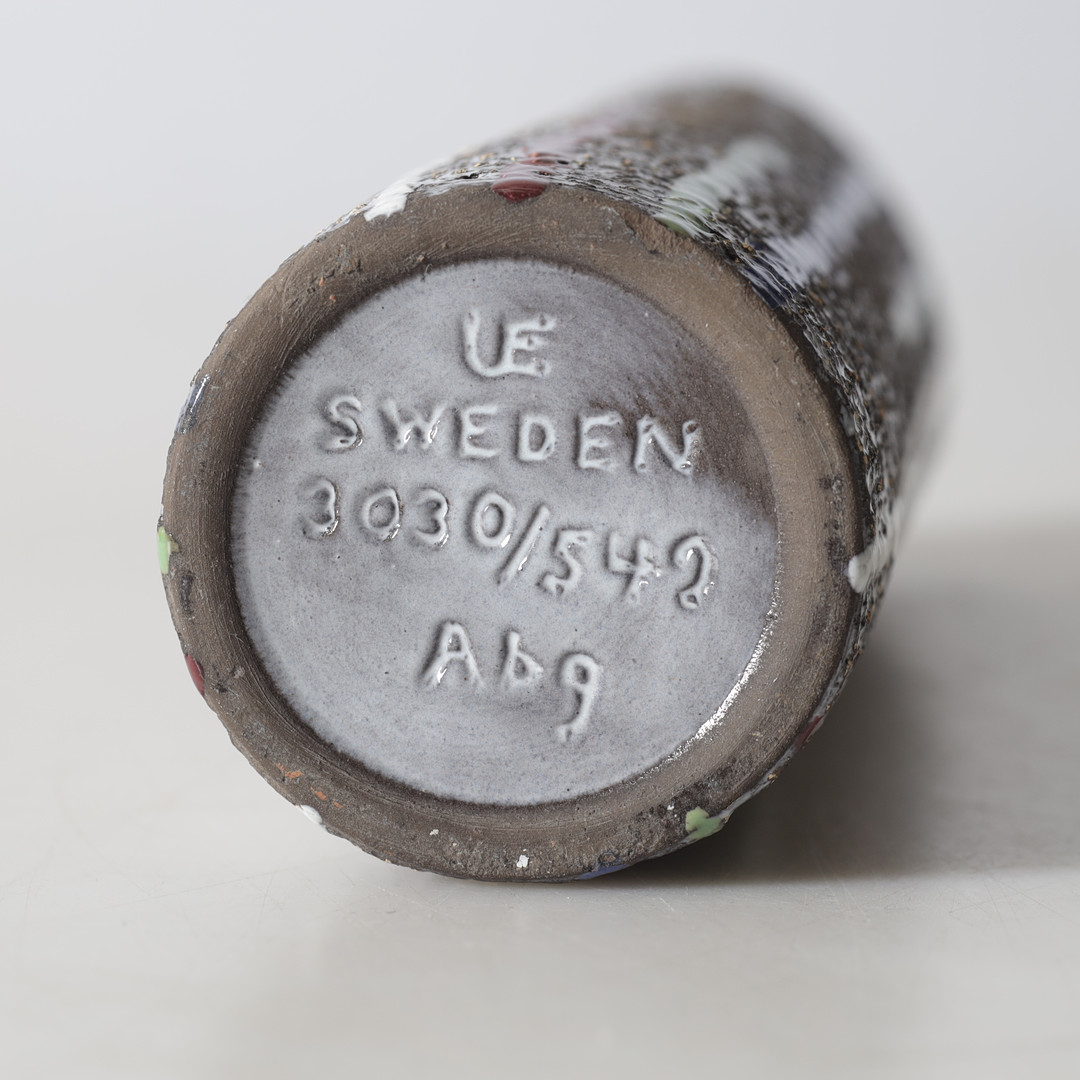 UE
SWEDEN
3030/542
Abg